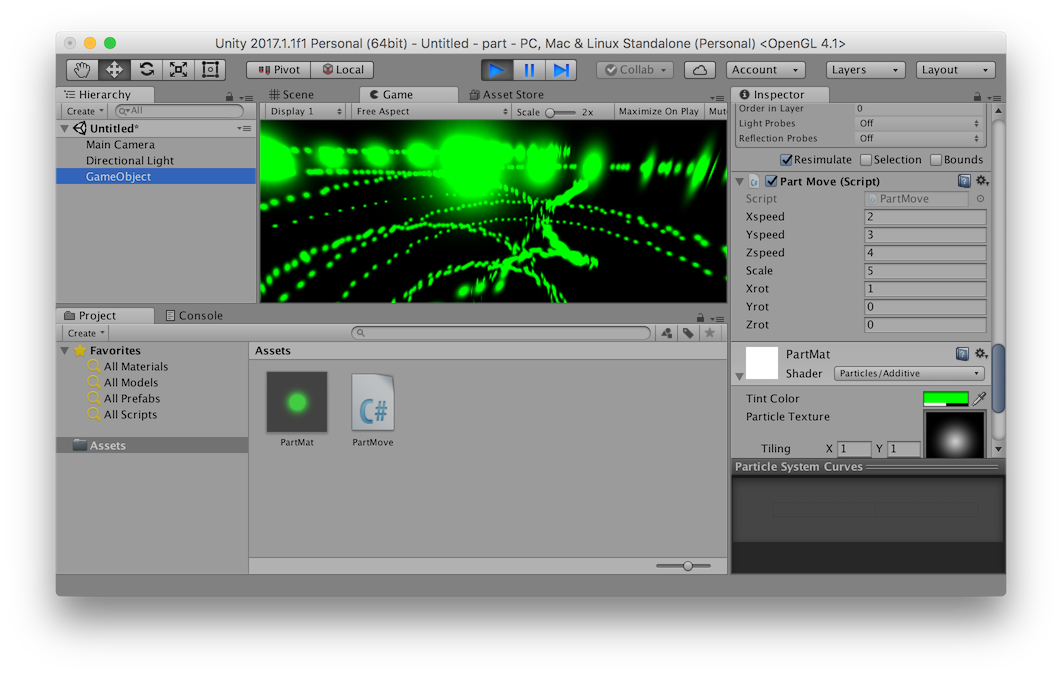 Unity 2017.1.1f1 Personal (64bit) - Untitled - part - PC, Mac & Linux Standalone (Personal) <OpenGL 4.1>
Pivot Local Collab Account Layers Layout
Hierarchy
Create All
Untitled*
Main Camera
Directional Light
GameObject
Scene Game Asset Store
Display 1 Free Aspect Scale 2x Maximize On Play Mut
Inspector
Order in Layer 0
Light Probes Off
Reflection Probes Off
Resimulate Selection Bounds
Part Move (Script)
Script PartMove
Xspeed 2
Yspeed 3
Zspeed 4
Scale 5
Xrot 1
Yrot 0
Zrot 0
PartMat
Shader Particles/Additive
Tint Color
Particle Texture
Tiling X 1 Y 1
Particle System Curves
Project Console
Create
Favorites
All Materials
All Models
All Prefabs
All Scripts
Assets
Assets
C#
PartMat PartMove